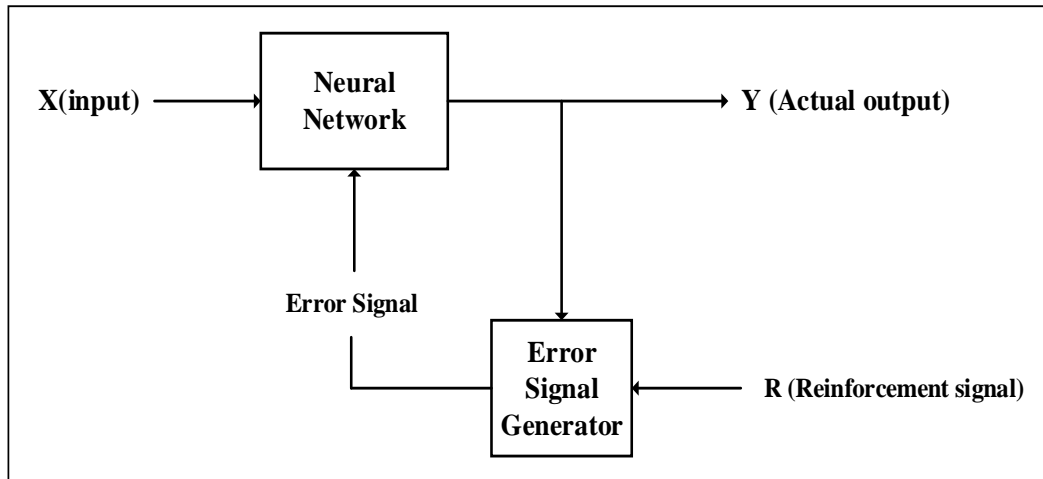 X(input)
Neural
Network
Y (Actual output)
Error Signal
Error
Signal
Generator
R (Reinforcement signal)